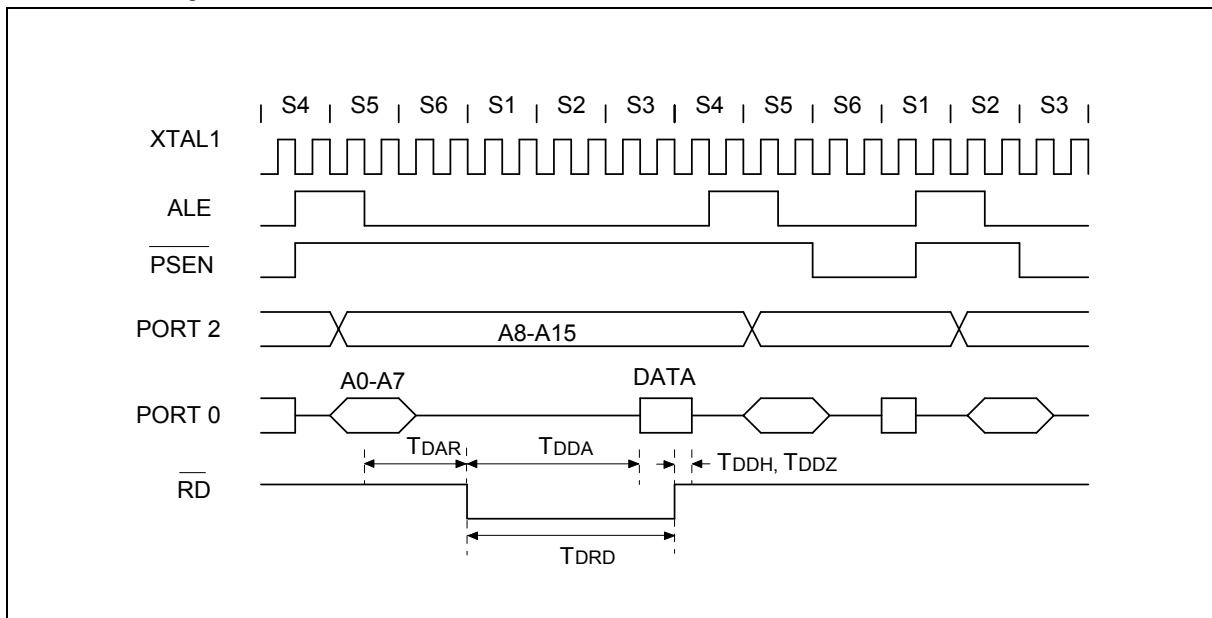 S4 S5 S6 S1 S2 S3 S4 S5 S6 S1 S2 S3
XTAL1
ALE
PSEN
PORT 2
A8-A15
A0-A7
DATA
PORT 0
TDAR
TDDA
TDDH, TDDZ
RD
TDRD